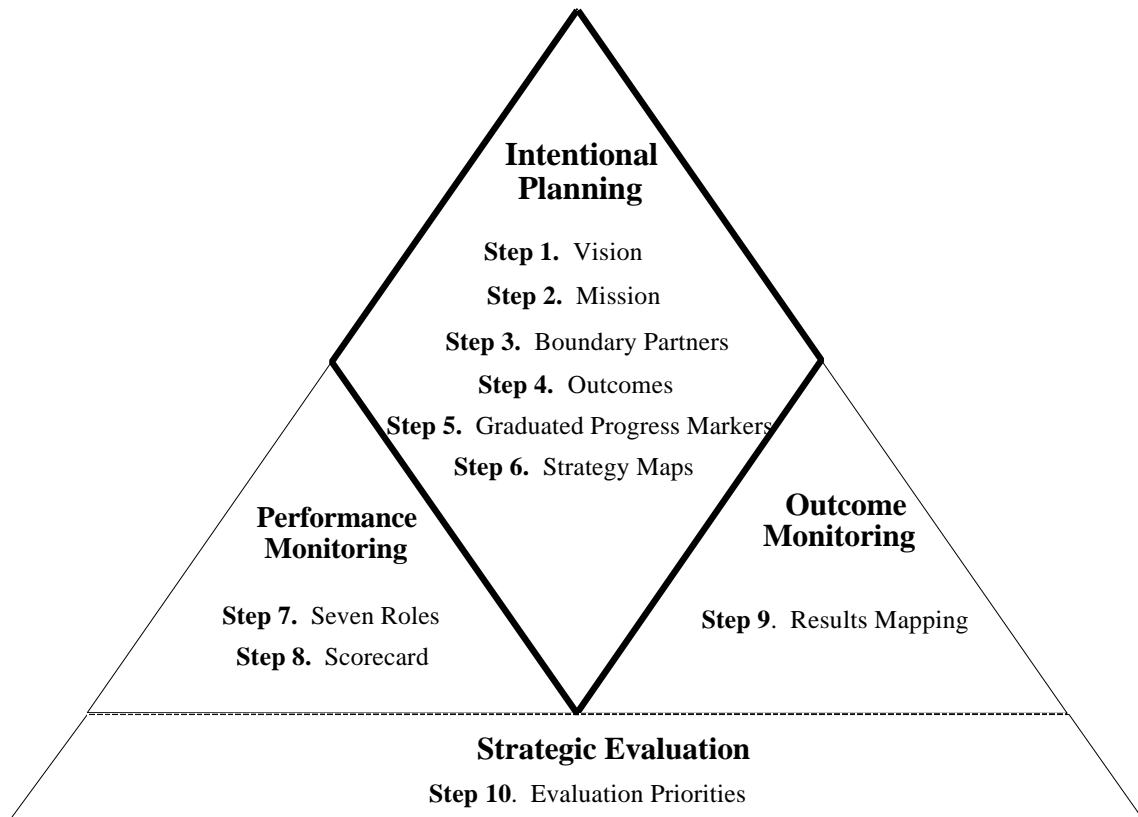 Intentional
Planning
Step 1. Vision
Step 2. Mission
Step 3. Boundary Partners
Step 4. Outcomes
Step 5. Graduated Progress Markers
Step 6. Strategy Maps
Performance
Monitoring
Step 7. Seven Roles
Step 8. Scorecard
Outcome
Monitoring
Step 9. Results Mapping
Strategic Evaluation
Step 10. Evaluation Priorities